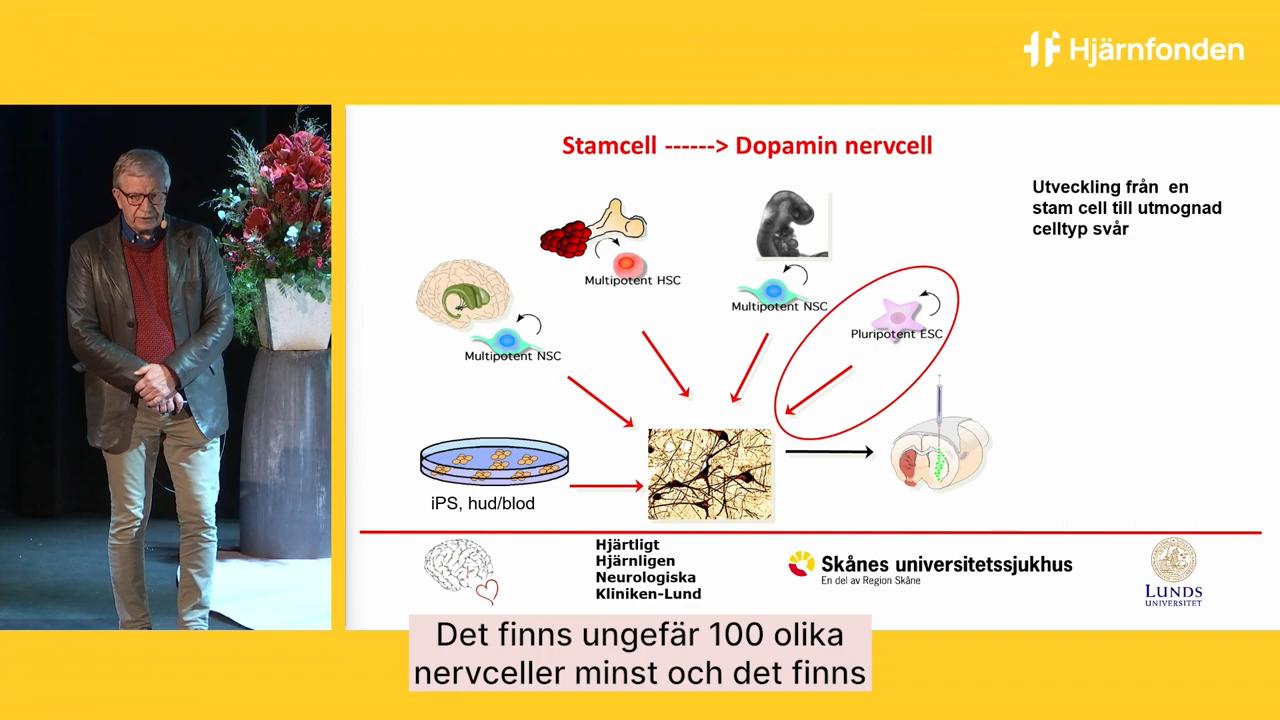 Hjärnfonden
Stamcell ------> Dopamin nervcell
Utveckling från en
stam cell till utmognad
celltyp svår
Multipotent HSC
Multipotent NSC
Pluripotent ESC
Multipotent NSC
iPS, hud/blod
Hjärtligt
Hjärnligen
Neurologiska
Kliniken-Lund
Skånes universitetssjukhus
En del av Region Skåne
LUNDS
UNIVERSITET
Det finns ungefär 100 olika
nervceller minst och det finns